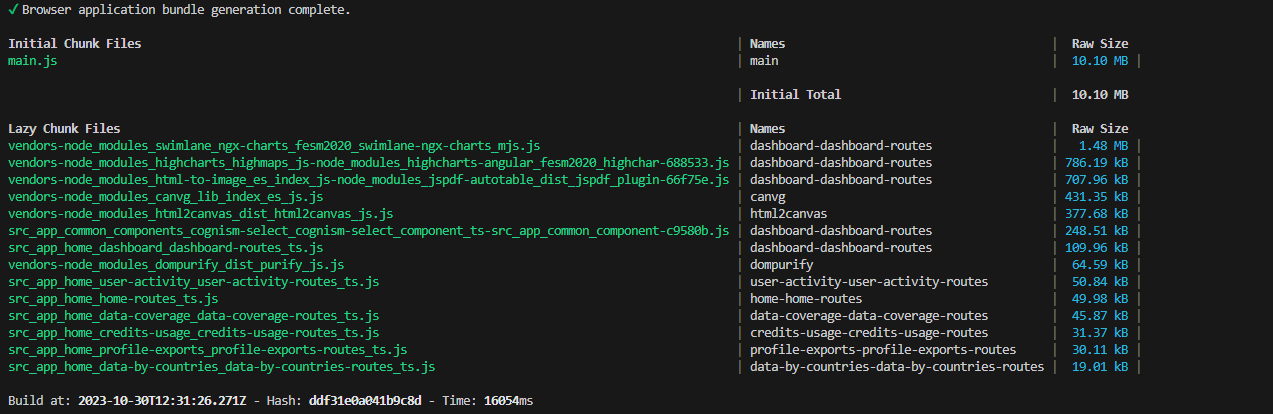 ✓ Browser application bundle generation complete.
Initial Chunk Files | Names | Raw Size
main.js | main | 10.10 MB |
| Initial Total | 10.10 MB
Lazy Chunk Files | Names | Raw Size
vendors-node_modules_swimlane_ngx-charts_fesm2020_swimlane-ngx-charts_mjs.js | dashboard-dashboard-routes | 1.48 MB |
vendors-node_modules_highcharts_highmaps_js-node_modules_highcharts-angular_fesm2020_highchar-688533.js | dashboard-dashboard-routes | 786.19 kB |
vendors-node_modules_html-to-image_es_index_js-node_modules_jspdf-autotable_dist_jspdf_plugin-66f75e.js | dashboard-dashboard-routes | 707.96 kB |
vendors-node_modules_canvg_lib_index_es_js.js | canvg | 431.35 kB |
vendors-node_modules_html2canvas_dist_html2canvas_js.js | html2canvas | 377.68 kB |
src_app_common_components_cognism-select_cognism-select_component_ts-src_app_common_component-c9580b.js | dashboard-dashboard-routes | 248.51 kB |
src_app_home_dashboard_dashboard-routes_ts.js | dashboard-dashboard-routes | 109.96 kB |
vendors-node_modules_dompurify_dist_purify_js.js | dompurify | 64.59 kB |
src_app_home_user-activity_user-activity-routes_ts.js | user-activity-user-activity-routes | 50.84 kB |
src_app_home_home-routes_ts.js | home-home-routes | 49.98 kB |
src_app_home_data-coverage_data-coverage-routes_ts.js | data-coverage-data-coverage-routes | 45.87 kB |
src_app_home_credits-usage_credits-usage-routes_ts.js | credits-usage-credits-usage-routes | 31.37 kB |
src_app_home_profile-exports_profile-exports-routes_ts.js | profile-exports-profile-exports-routes | 30.11 kB |
src_app_home_data-by-countries_data-by-countries-routes_ts.js | data-by-countries-data-by-countries-routes | 19.01 kB |
Build at: 2023-10-30T12:31:26.271Z - Hash: ddf31e0a041b9c8d - Time: 16054ms